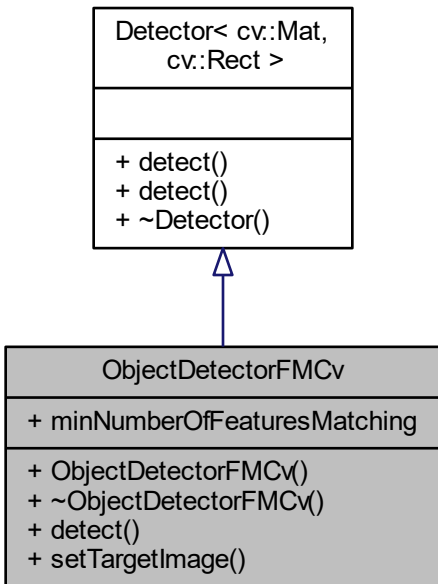 Detector< cv::Mat,
cv::Rect >
+ detect()
+ detect()
+ ~Detector()
ObjectDetectorFMCv
+ minNumberOfFeaturesMatching
+ ObjectDetectorFMCv()
+ ~ObjectDetectorFMCv()
+ detect()
+ setTargetImage()